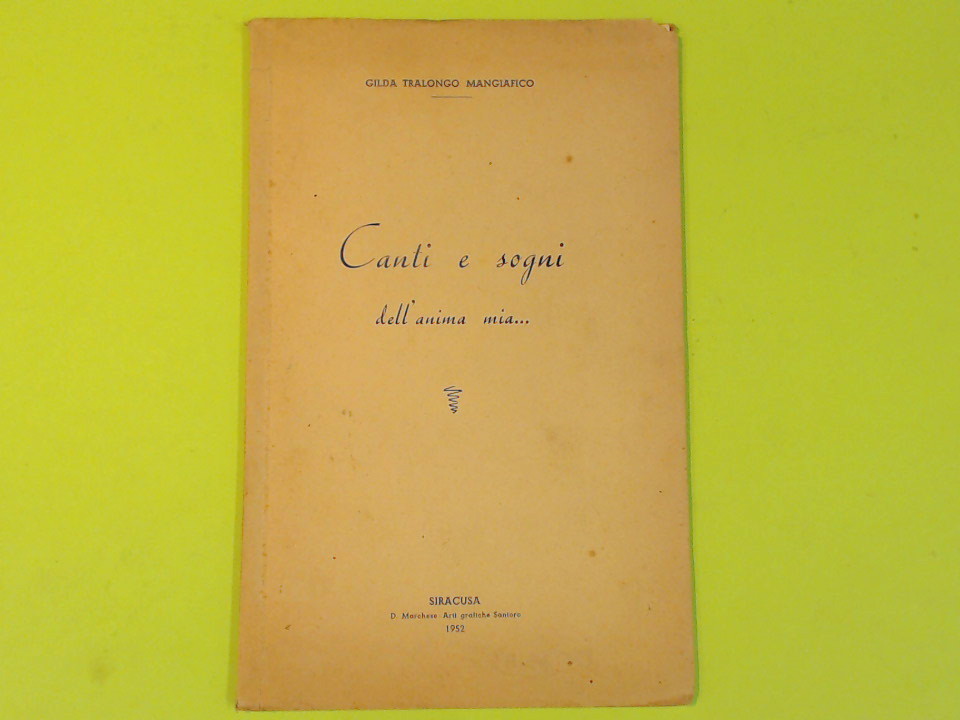 GILDA TRALONGO MANGIAFICO
Canti e sogni
dell'anima mia...
SIRACUSA
D. Marchese Arti grafiche Santoro
1952